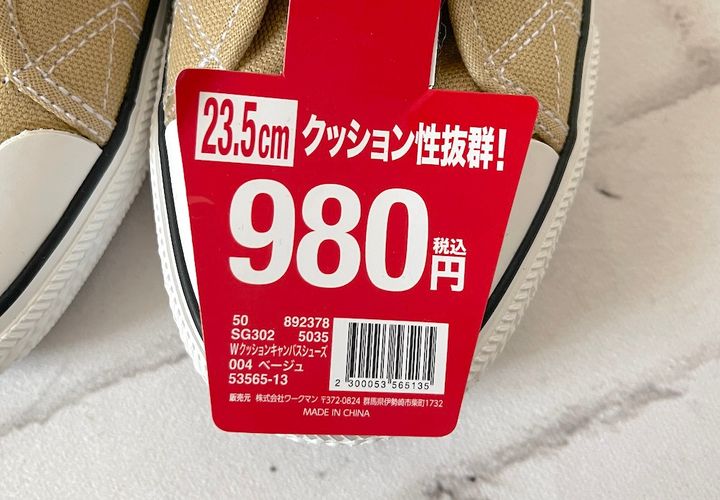 23.5cm クッション性抜群!
980円 税込
50 892378
SG302 5035
Wクッションキャンバスシューズ
004 ベージュ
53565-13
2 300053 565135
販売元 株式会社ワークマン 〒372-0824 群馬県伊勢崎市柴町1732
MADE IN CHINA